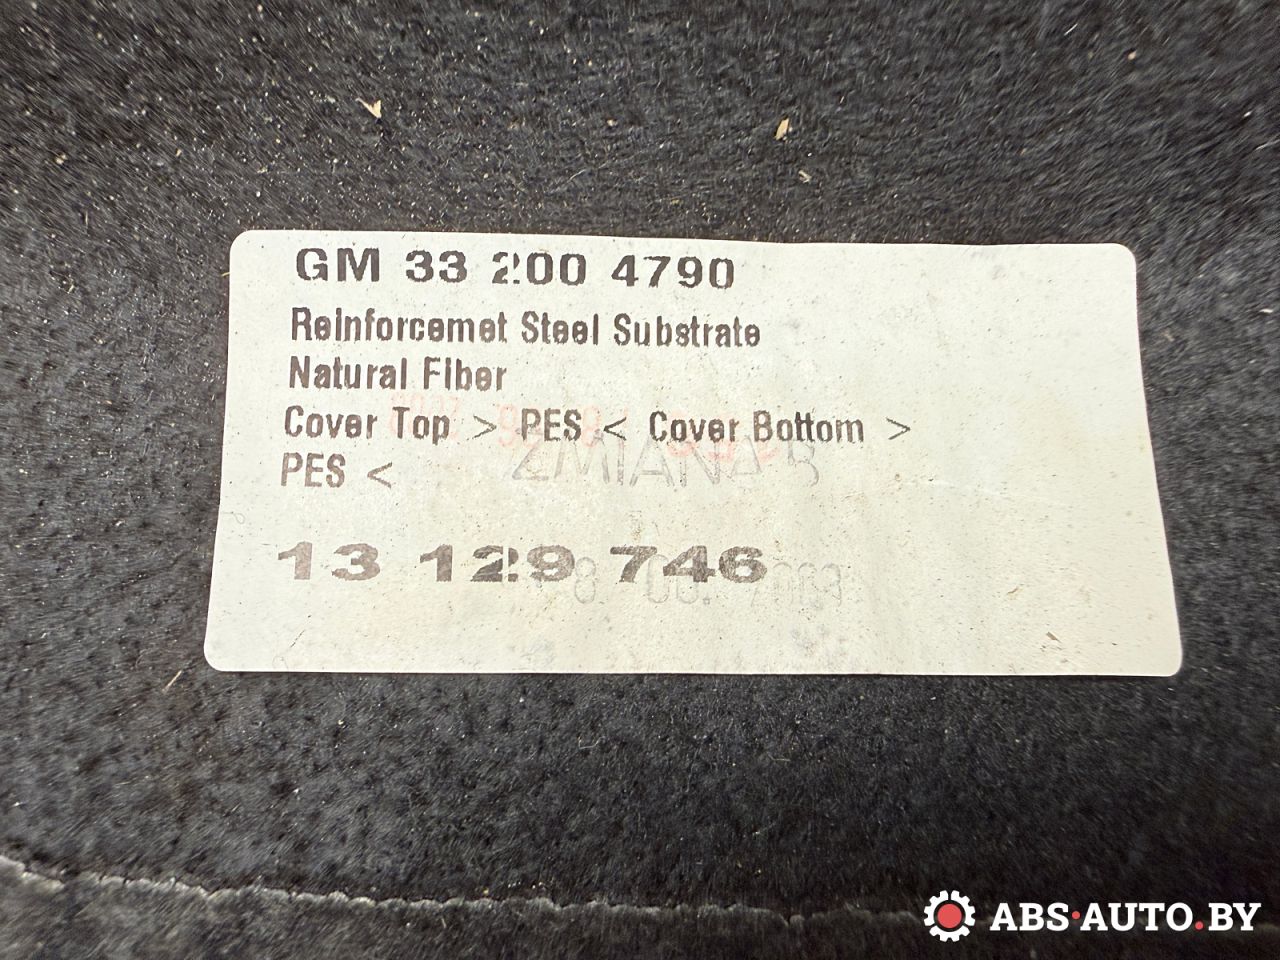 GM 33 200 4790
Reinforcemet Steel Substrate
Natural Fiber
Cover Top > PES < Cover Bottom >
PES <
ZMIANA
13 129 746
ABS·AUTO.BY